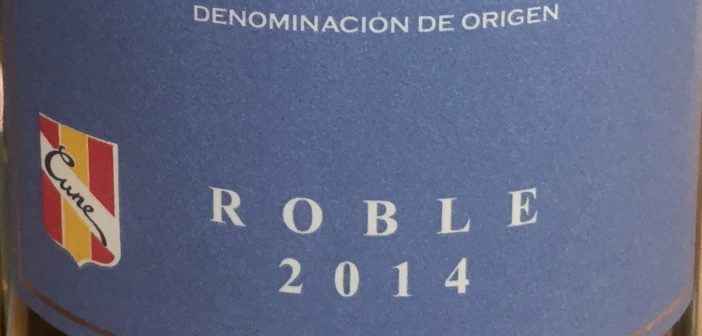 DENOMINACIÓN DE ORIGEN
Cune
ROBLE
2014